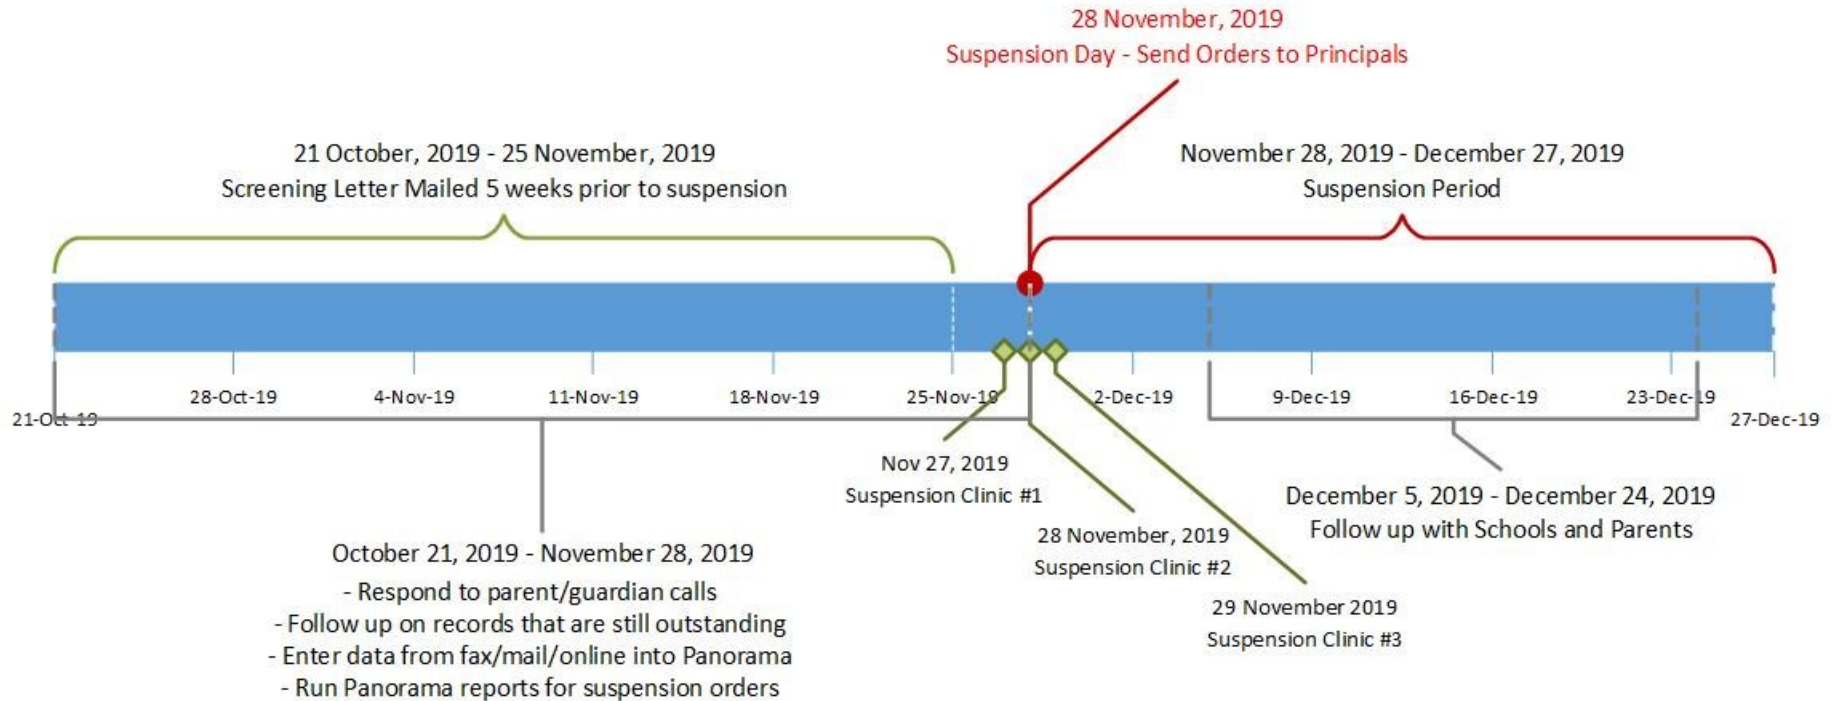 28 November, 2019
Suspension Day - Send Orders to Principals
21 October, 2019 - 25 November, 2019
Screening Letter Mailed 5 weeks prior to suspension
November 28, 2019 - December 27, 2019
Suspension Period
21-Oct-19
28-Oct-19
4-Nov-19
11-Nov-19
18-Nov-19
25-Nov-19
2-Dec-19
9-Dec-19
16-Dec-19
23-Dec-19
27-Dec-19
Nov 27, 2019
Suspension Clinic #1
28 November, 2019
Suspension Clinic #2
29 November 2019
Suspension Clinic #3
December 5, 2019 - December 24, 2019
Follow up with Schools and Parents
October 21, 2019 - November 28, 2019
- Respond to parent/guardian calls
- Follow up on records that are still outstanding
- Enter data from fax/mail/online into Panorama
- Run Panorama reports for suspension orders